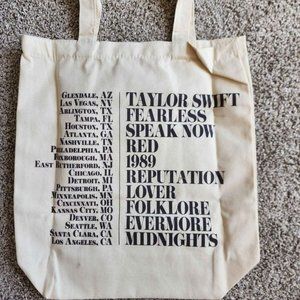 GLENDALE, AZ
LAS VEGAS, NV
ARLINGTON, TX
TAMPA, FL
HOUSTON, TX
ATLANTA, GA
NASHVILLE, TN
PHILADELPHIA, PA
FOXBOROUGH, MA
EAST RUTHERFORD, NJ
CHICAGO, IL
DETROIT, MI
PITTSBURGH, PA
MINNEAPOLIS, MN
CINCINNATI, OH
KANSAS CITY, MO
DENVER, CO
SEATTLE, WA
SANTA CLARA, CA
LOS ANGELES, CA
TAYLOR SWIFT
FEARLESS
SPEAK NOW
RED
1989
REPUTATION
LOVER
FOLKLORE
EVERMORE
MIDNIGHTS